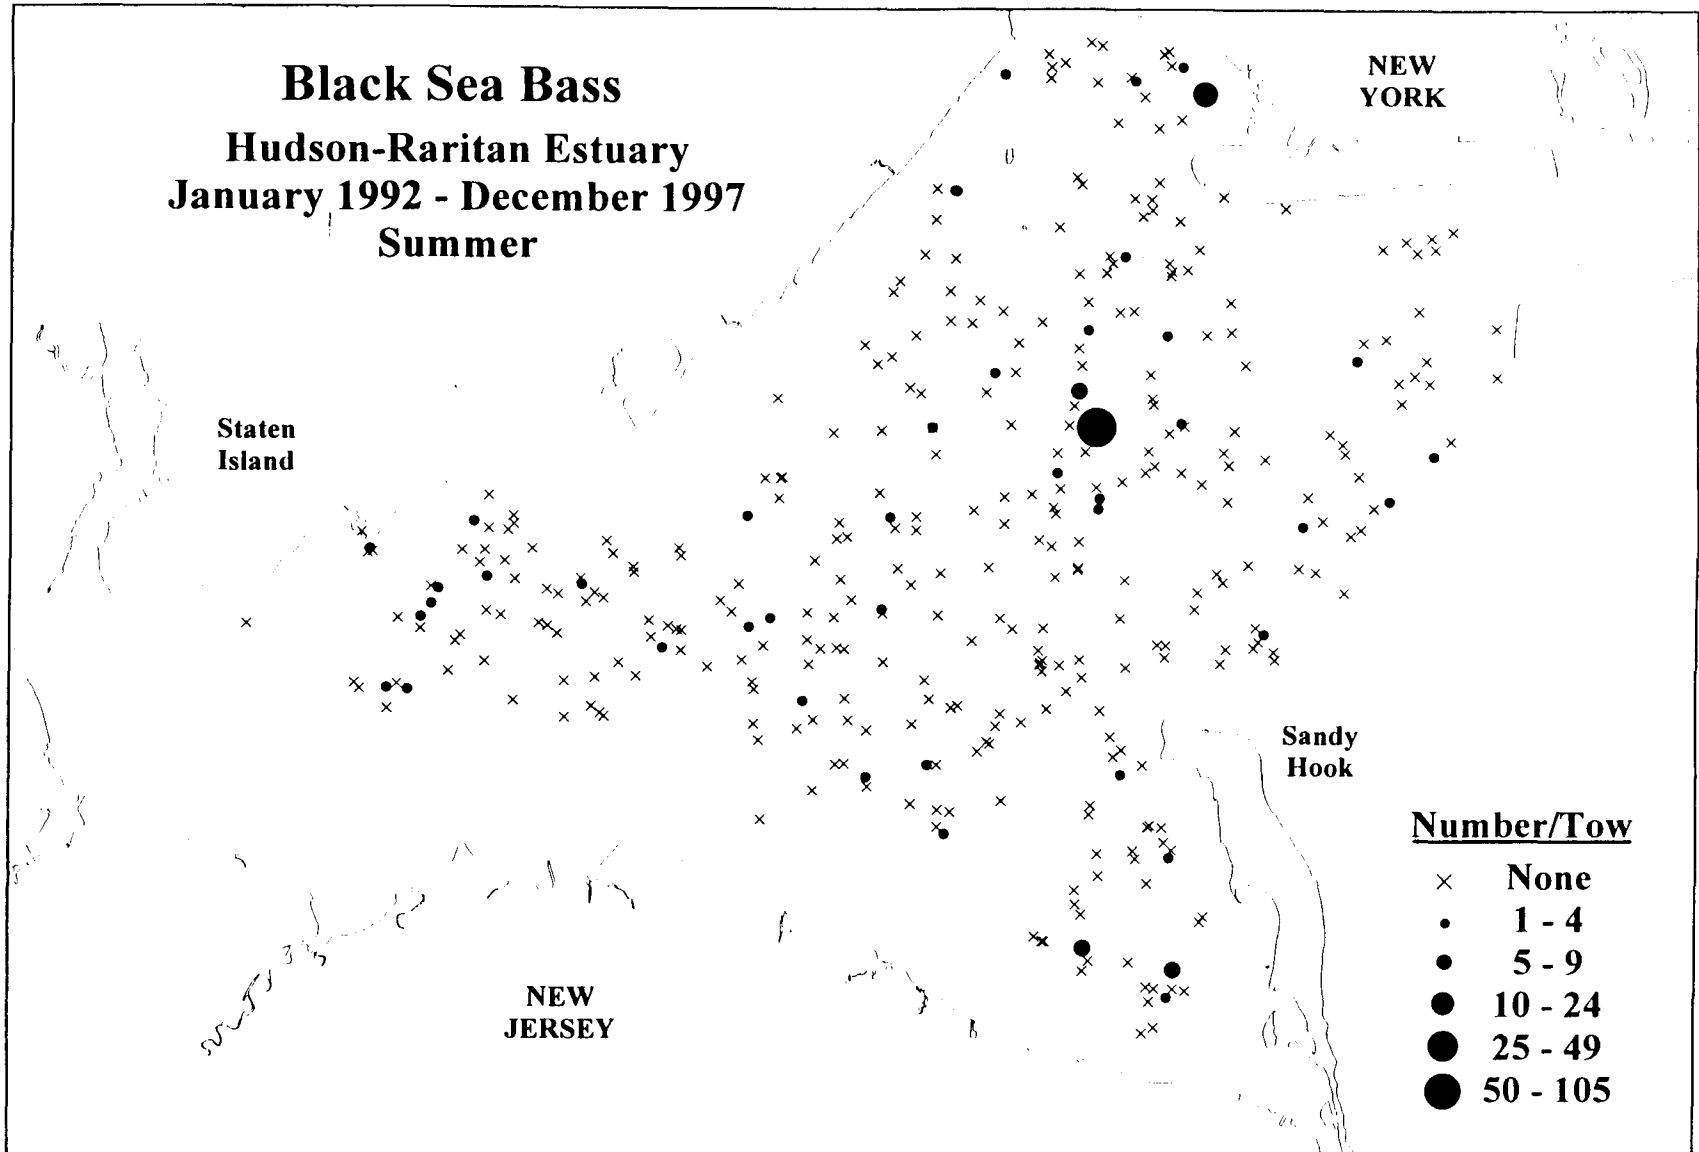 Black Sea Bass
Hudson-Raritan Estuary
January 1992 - December 1997
Summer
NEW
YORK
Staten
Island
Sandy
Hook
NEW
JERSEY
Number/Tow
None
1 - 4
5 - 9
10 - 24
25 - 49
50 - 105